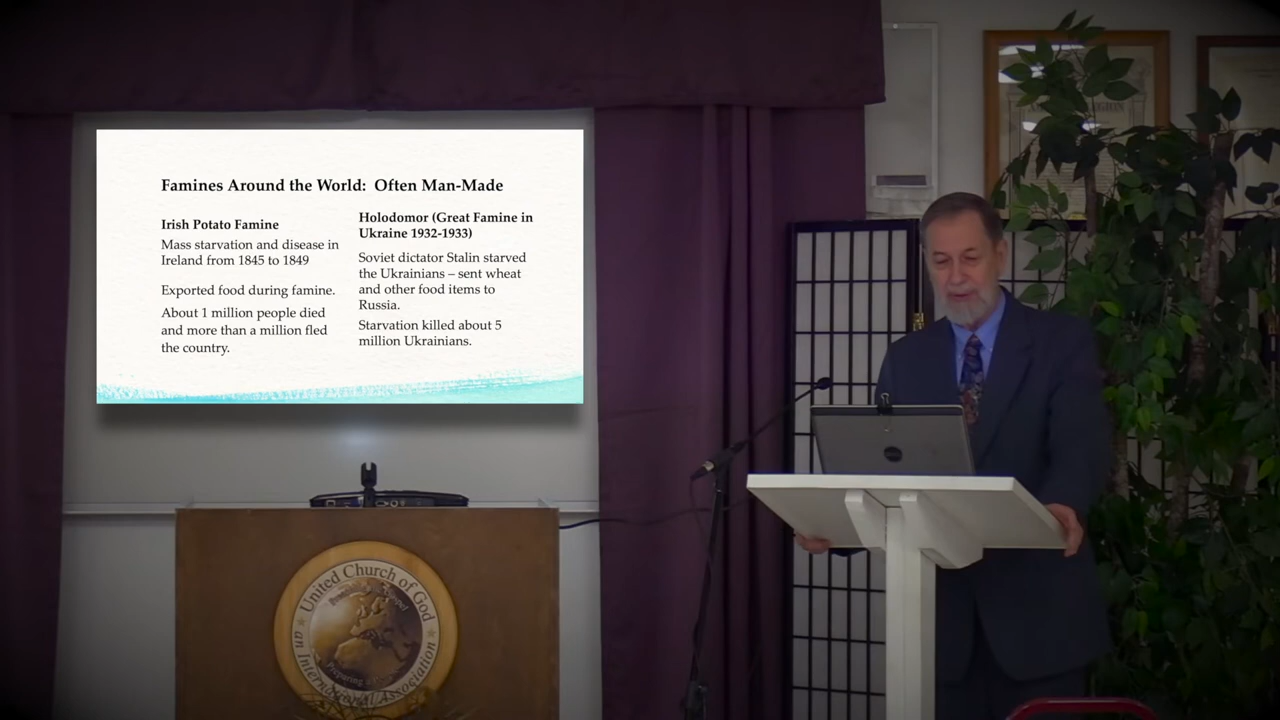 Famines Around the World: Often Man-Made
Irish Potato Famine
Mass starvation and disease in
Ireland from 1845 to 1849
Exported food during famine.
About 1 million people died
and more than a million fled
the country.
Holodomor (Great Famine in
Ukraine 1932-1933)
Soviet dictator Stalin starved
the Ukrainians – sent wheat
and other food items to
Russia.
Starvation killed about 5
million Ukrainians.
United Church of God
an International Association